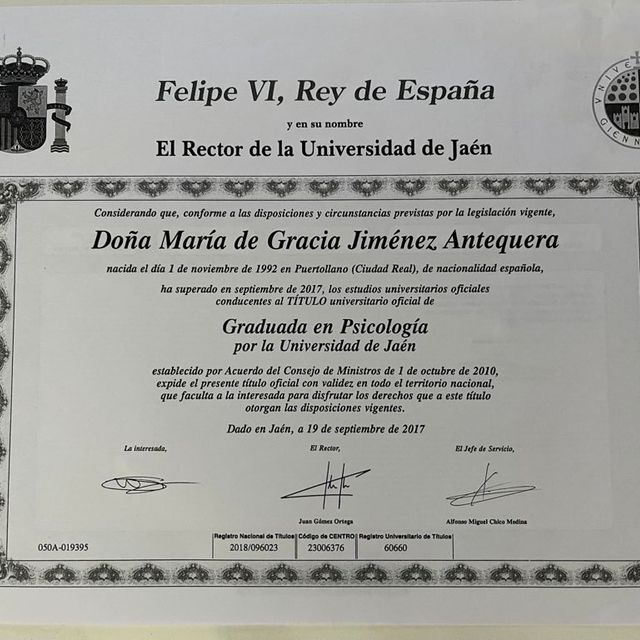 Felipe VI, Rey de España
y en su nombre
El Rector de la Universidad de Jaén
VNIVE
GIENN
Considerando que, conforme a las disposiciones y circunstancias previstas por la legislación vigente,
Doña María de Gracia Jiménez Antequera
nacida el día 1 de noviembre de 1992 en Puertollano (Ciudad Real), de nacionalidad española,
ha superado en septiembre de 2017, los estudios universitarios oficiales
conducentes al TÍTULO universitario oficial de
Graduada en Psicología
por la Universidad de Jaén
establecido por Acuerdo del Consejo de Ministros de 1 de octubre de 2010,
expide el presente título oficial con validez en todo el territorio nacional,
que faculta a la interesada para disfrutar los derechos que a este título
otorgan las disposiciones vigentes.
Dado en Jaén, a 19 de septiembre de 2017
La interesada, El Rector, El Jefe de Servicio,
Juan Gómez Ortega Alfonso Miguel Chico Medina
Registro Nacional de Títulos Código de CENTRO Registro Universitario de Títulos
050A-019395 2018/096023 23006376 60660